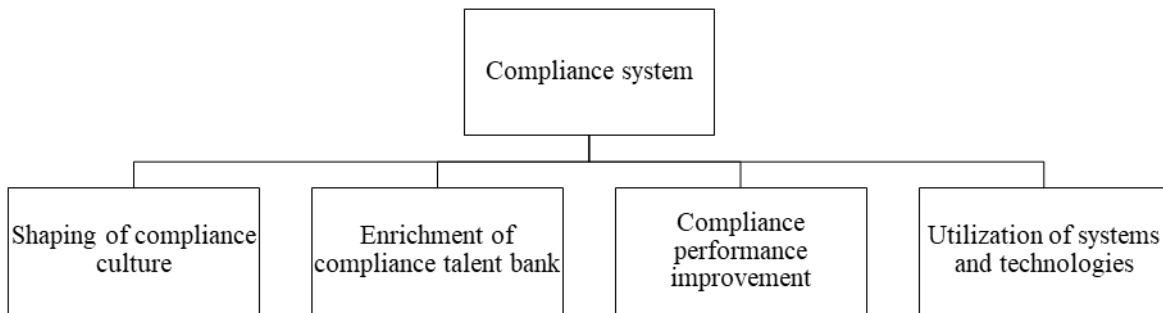 Compliance system
Shaping of compliance
culture
Enrichment of
compliance talent bank
Compliance
performance
improvement
Utilization of systems
and technologies